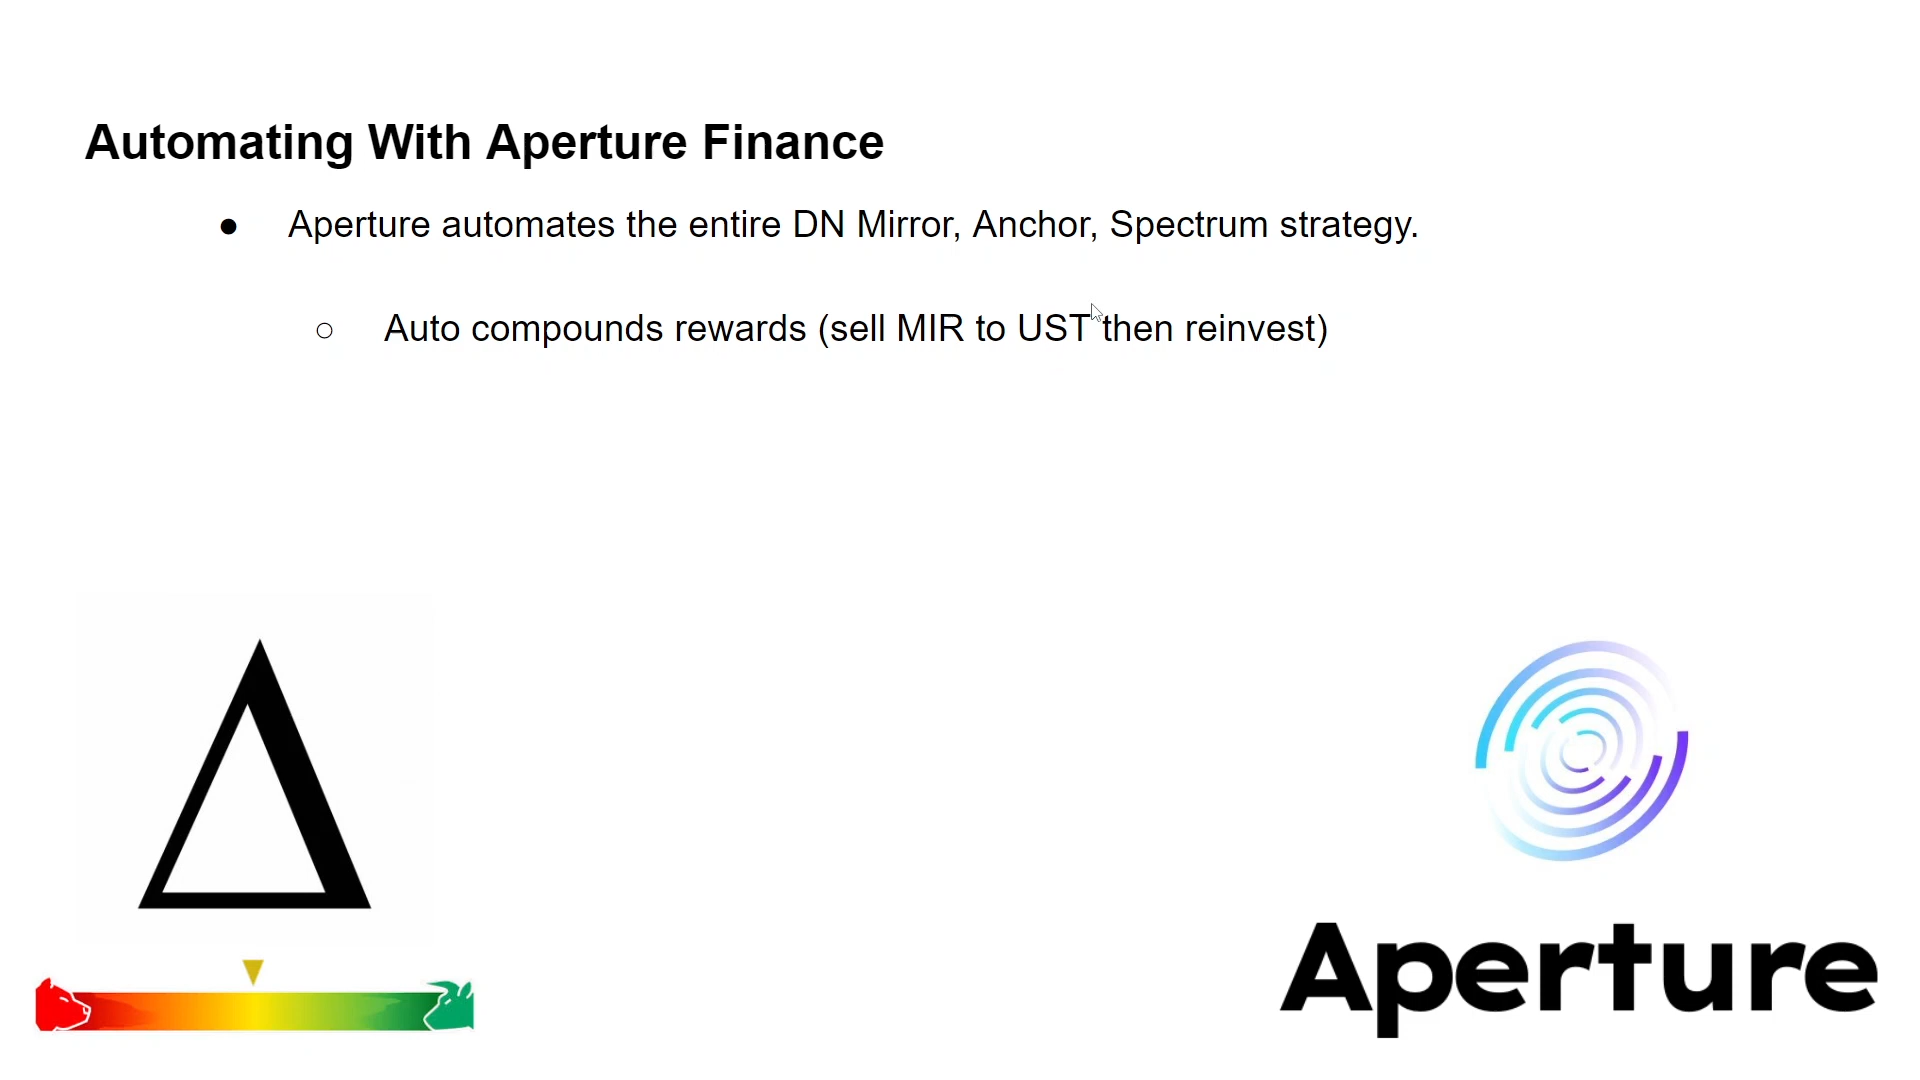 Automating With Aperture Finance
● Aperture automates the entire DN Mirror, Anchor, Spectrum strategy.
○ Auto compounds rewards (sell MIR to UST then reinvest)
Δ
Aperture